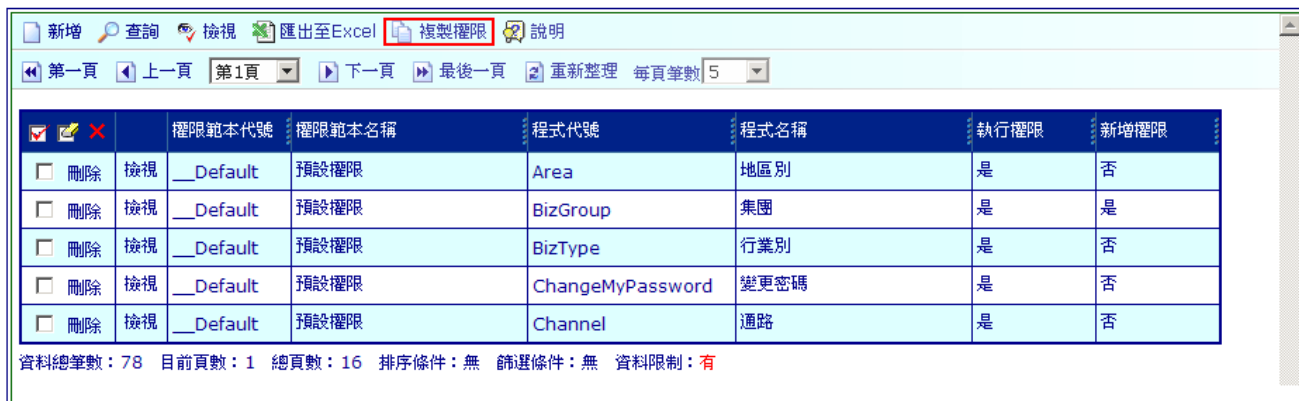 新增 查詢 檢視 匯出至Excel 複製權限 說明
第一頁 上一頁 第1頁 下一頁 最後一頁 重新整理 每頁筆數 5
權限範本代號 權限範本名稱 程式代號 程式名稱 執行權限 新增權限
刪除 檢視 __Default 預設權限 Area 地區別 是 否
刪除 檢視 __Default 預設權限 BizGroup 集團 是 是
刪除 檢視 __Default 預設權限 BizType 行業別 是 否
刪除 檢視 __Default 預設權限 ChangeMyPassword 變更密碼 是 否
刪除 檢視 __Default 預設權限 Channel 通路 是 否
資料總筆數：78 目前頁數：1 總頁數：16 排序條件：無 篩選條件：無 資料限制：有